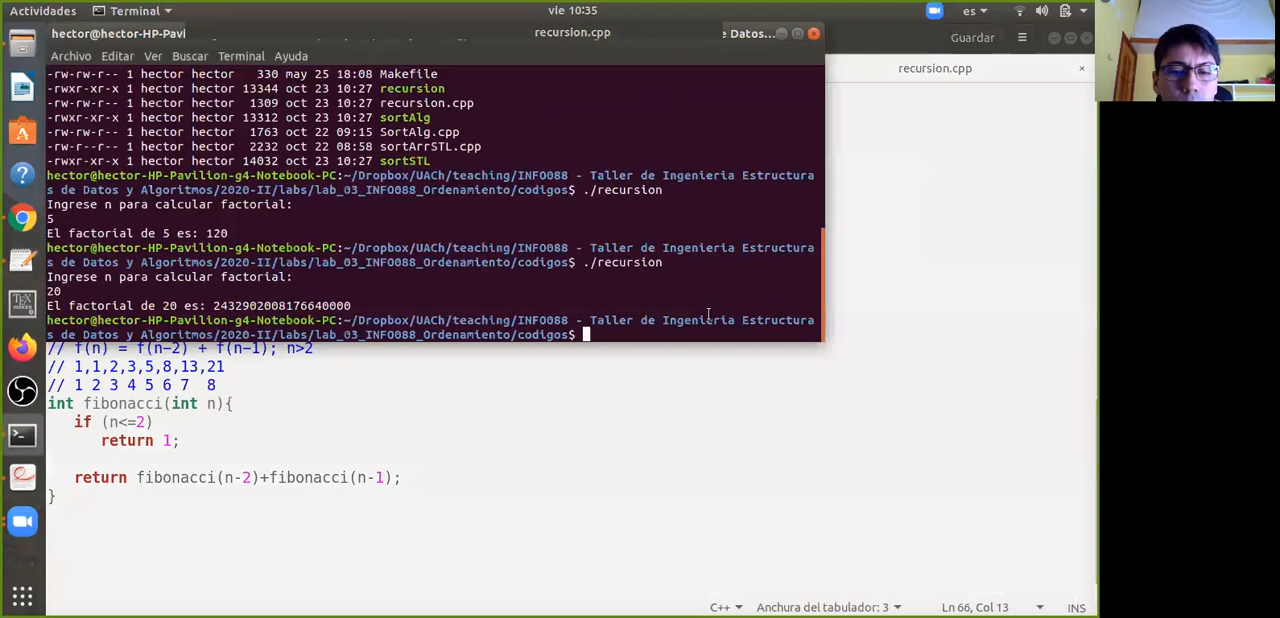 Actividades Terminal vie 10:35 es
hector@hector-HP-Pavi recursion.cpp e Datos... Guardar
Archivo Editar Ver Buscar Terminal Ayuda recursion.cpp ×
-rw-rw-r-- 1 hector hector 330 may 25 18:08 Makefile
-rwxr-xr-x 1 hector hector 13344 oct 23 10:27 recursion
-rw-rw-r-- 1 hector hector 1309 oct 23 10:27 recursion.cpp
-rwxr-xr-x 1 hector hector 13312 oct 23 10:27 sortAlg
-rw-rw-r-- 1 hector hector 1763 oct 22 09:15 SortAlg.cpp
-rw-rw-r-- 1 hector hector 2232 oct 22 08:58 sortArrSTL.cpp
-rwxr-xr-x 1 hector hector 14032 oct 23 10:27 sortSTL
hector@hector-HP-Pavilion-g4-Notebook-PC:~/Dropbox/UACh/teaching/INFO088 - Taller de Ingenieria Estructura
s de Datos y Algoritmos/2020-II/labs/lab_03_INFO088_Ordenamiento/codigos$ ./recursion
Ingrese n para calcular factorial:
5
El factorial de 5 es: 120
hector@hector-HP-Pavilion-g4-Notebook-PC:~/Dropbox/UACh/teaching/INFO088 - Taller de Ingenieria Estructura
s de Datos y Algoritmos/2020-II/labs/lab_03_INFO088_Ordenamiento/codigos$ ./recursion
Ingrese n para calcular factorial:
20
El factorial de 20 es: 2432902008176640000
hector@hector-HP-Pavilion-g4-Notebook-PC:~/Dropbox/UACh/teaching/INFO088 - Taller de Ingenieria Estructura
s de Datos y Algoritmos/2020-II/labs/lab_03_INFO088_Ordenamiento/codigos$
// f(n) = f(n-2) + f(n-1); n>2
// 1,1,2,3,5,8,13,21
// 1 2 3 4 5 6 7 8
int fibonacci(int n){
if (n<=2)
return 1;
return fibonacci(n-2)+fibonacci(n-1);
}
C++ Anchura del tabulador: 3 Ln 66, Col 13 INS